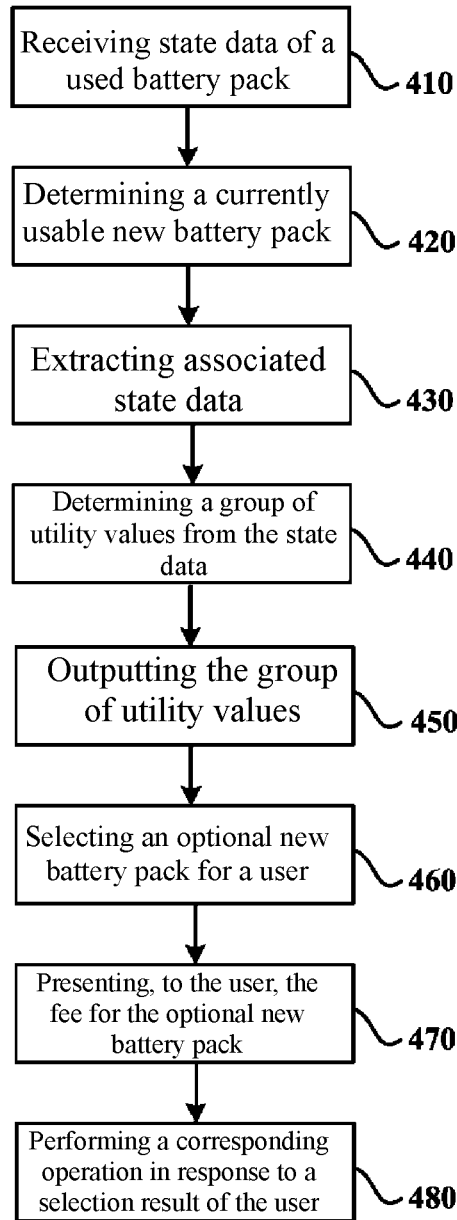 Receiving state data of a
used battery pack
410
Determining a currently
usable new battery pack
420
Extracting associated
state data
430
Determining a group of
utility values from the state
data
440
Outputting the group
of utility values
450
Selecting an optional new
battery pack for a user
460
Presenting, to the user, the
fee for the optional new
battery pack
470
Performing a corresponding
operation in response to a
selection result of the user
480